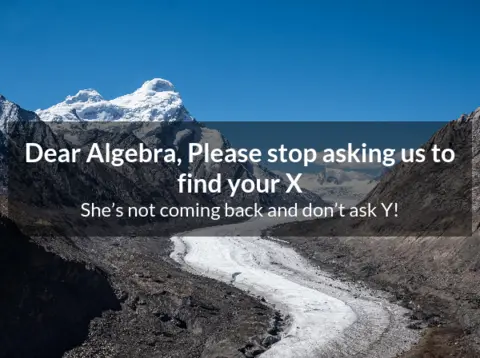 Dear Algebra, Please stop asking us to
find your X
She’s not coming back and don’t ask Y!